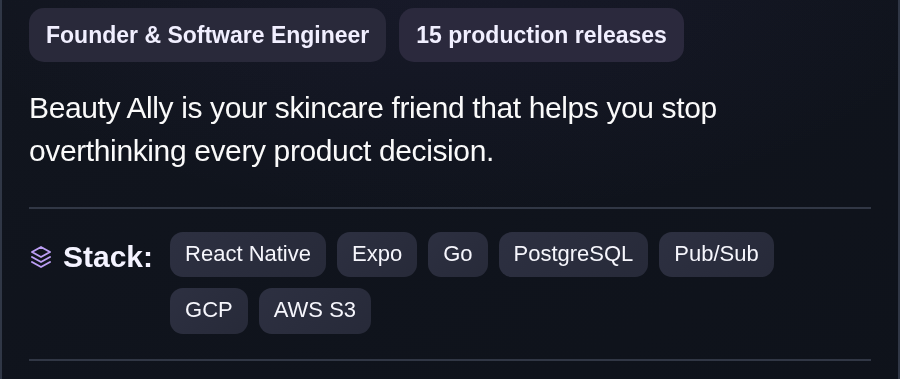 Founder & Software Engineer 15 production releases
Beauty Ally is your skincare friend that helps you stop
overthinking every product decision.
Stack: React Native Expo Go PostgreSQL Pub/Sub
GCP AWS S3